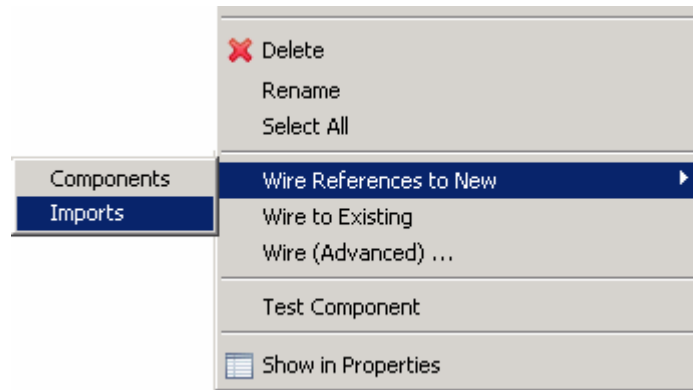 Delete
Rename
Select All
Wire References to New
Components
Imports
Wire to Existing
Wire (Advanced) ...
Test Component
Show in Properties